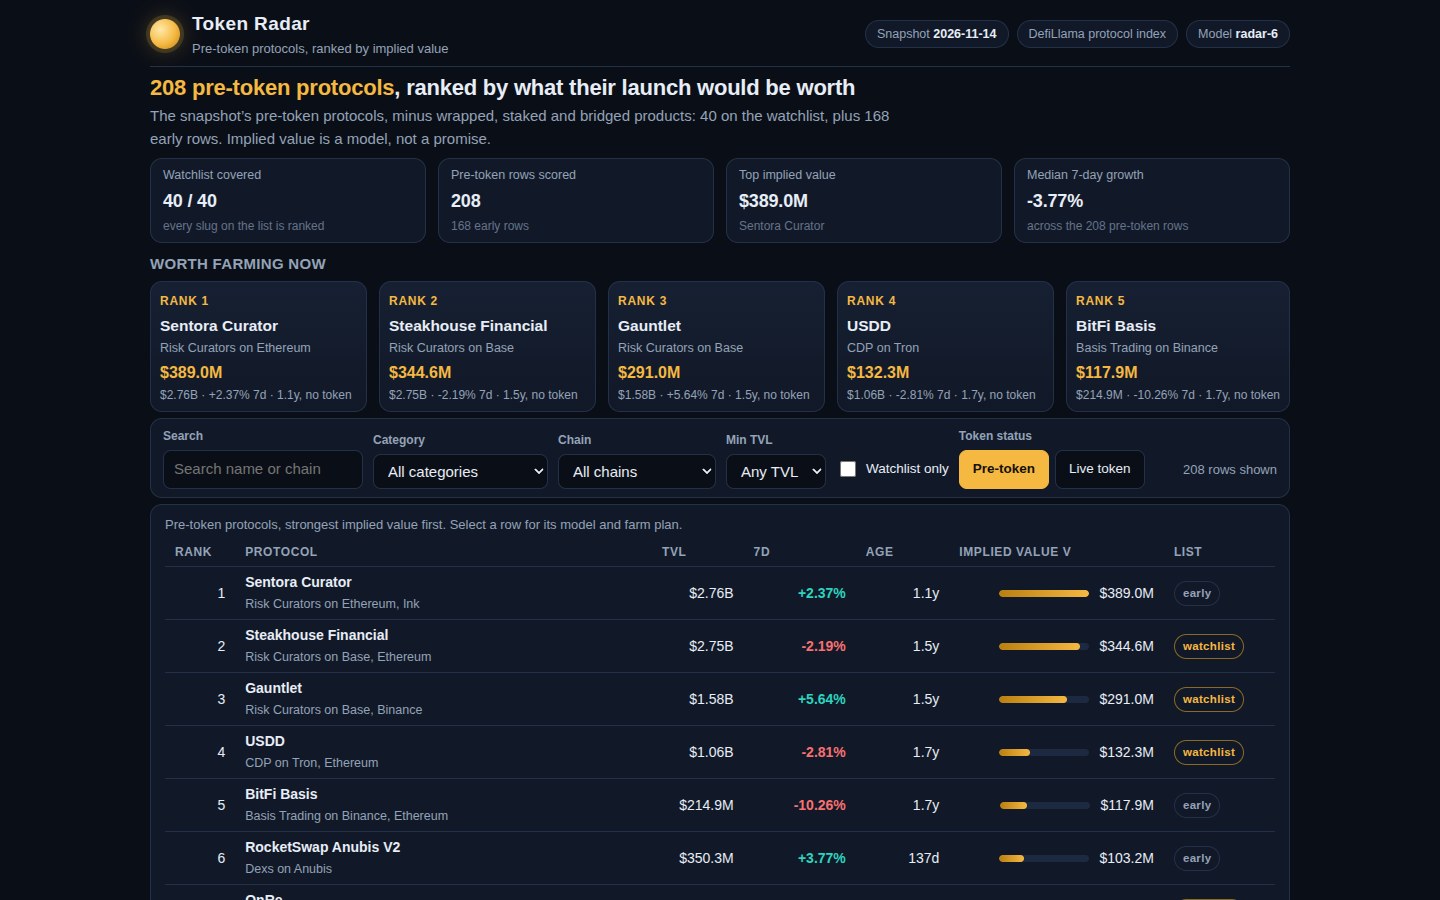 Token Radar
Pre-token protocols, ranked by implied value
Snapshot 2026-11-14
DefiLlama protocol index
Model radar-6
208 pre-token protocols, ranked by what their launch would be worth
The snapshot's pre-token protocols, minus wrapped, staked and bridged products: 40 on the watchlist, plus 168
early rows. Implied value is a model, not a promise.
Watchlist covered
40 / 40
every slug on the list is ranked
Pre-token rows scored
208
168 early rows
Top implied value
$389.0M
Sentora Curator
Median 7-day growth
-3.77%
across the 208 pre-token rows
WORTH FARMING NOW
RANK 1
Sentora Curator
Risk Curators on Ethereum
$389.0M
$2.76B · +2.37% 7d · 1.1y, no token
RANK 2
Steakhouse Financial
Risk Curators on Base
$344.6M
$2.75B · -2.19% 7d · 1.5y, no token
RANK 3
Gauntlet
Risk Curators on Base
$291.0M
$1.58B · +5.64% 7d · 1.5y, no token
RANK 4
USDD
CDP on Tron
$132.3M
$1.06B · -2.81% 7d · 1.7y, no token
RANK 5
BitFi Basis
Basis Trading on Binance
$117.9M
$214.9M · -10.26% 7d · 1.7y, no token
Search
Search name or chain
Category
All categories
Chain
All chains
Min TVL
Any TVL
Watchlist only
Token status
Pre-token
Live token
208 rows shown
Pre-token protocols, strongest implied value first. Select a row for its model and farm plan.
RANK PROTOCOL TVL 7D AGE IMPLIED VALUE V LIST
1 Sentora Curator $2.76B +2.37% 1.1y $389.0M early
Risk Curators on Ethereum, Ink
2 Steakhouse Financial $2.75B -2.19% 1.5y $344.6M watchlist
Risk Curators on Base, Ethereum
3 Gauntlet $1.58B +5.64% 1.5y $291.0M watchlist
Risk Curators on Base, Binance
4 USDD $1.06B -2.81% 1.7y $132.3M watchlist
CDP on Tron, Ethereum
5 BitFi Basis $214.9M -10.26% 1.7y $117.9M early
Basis Trading on Binance, Ethereum
6 RocketSwap Anubis V2 $350.3M +3.77% 137d $103.2M early
Dexs on Anubis